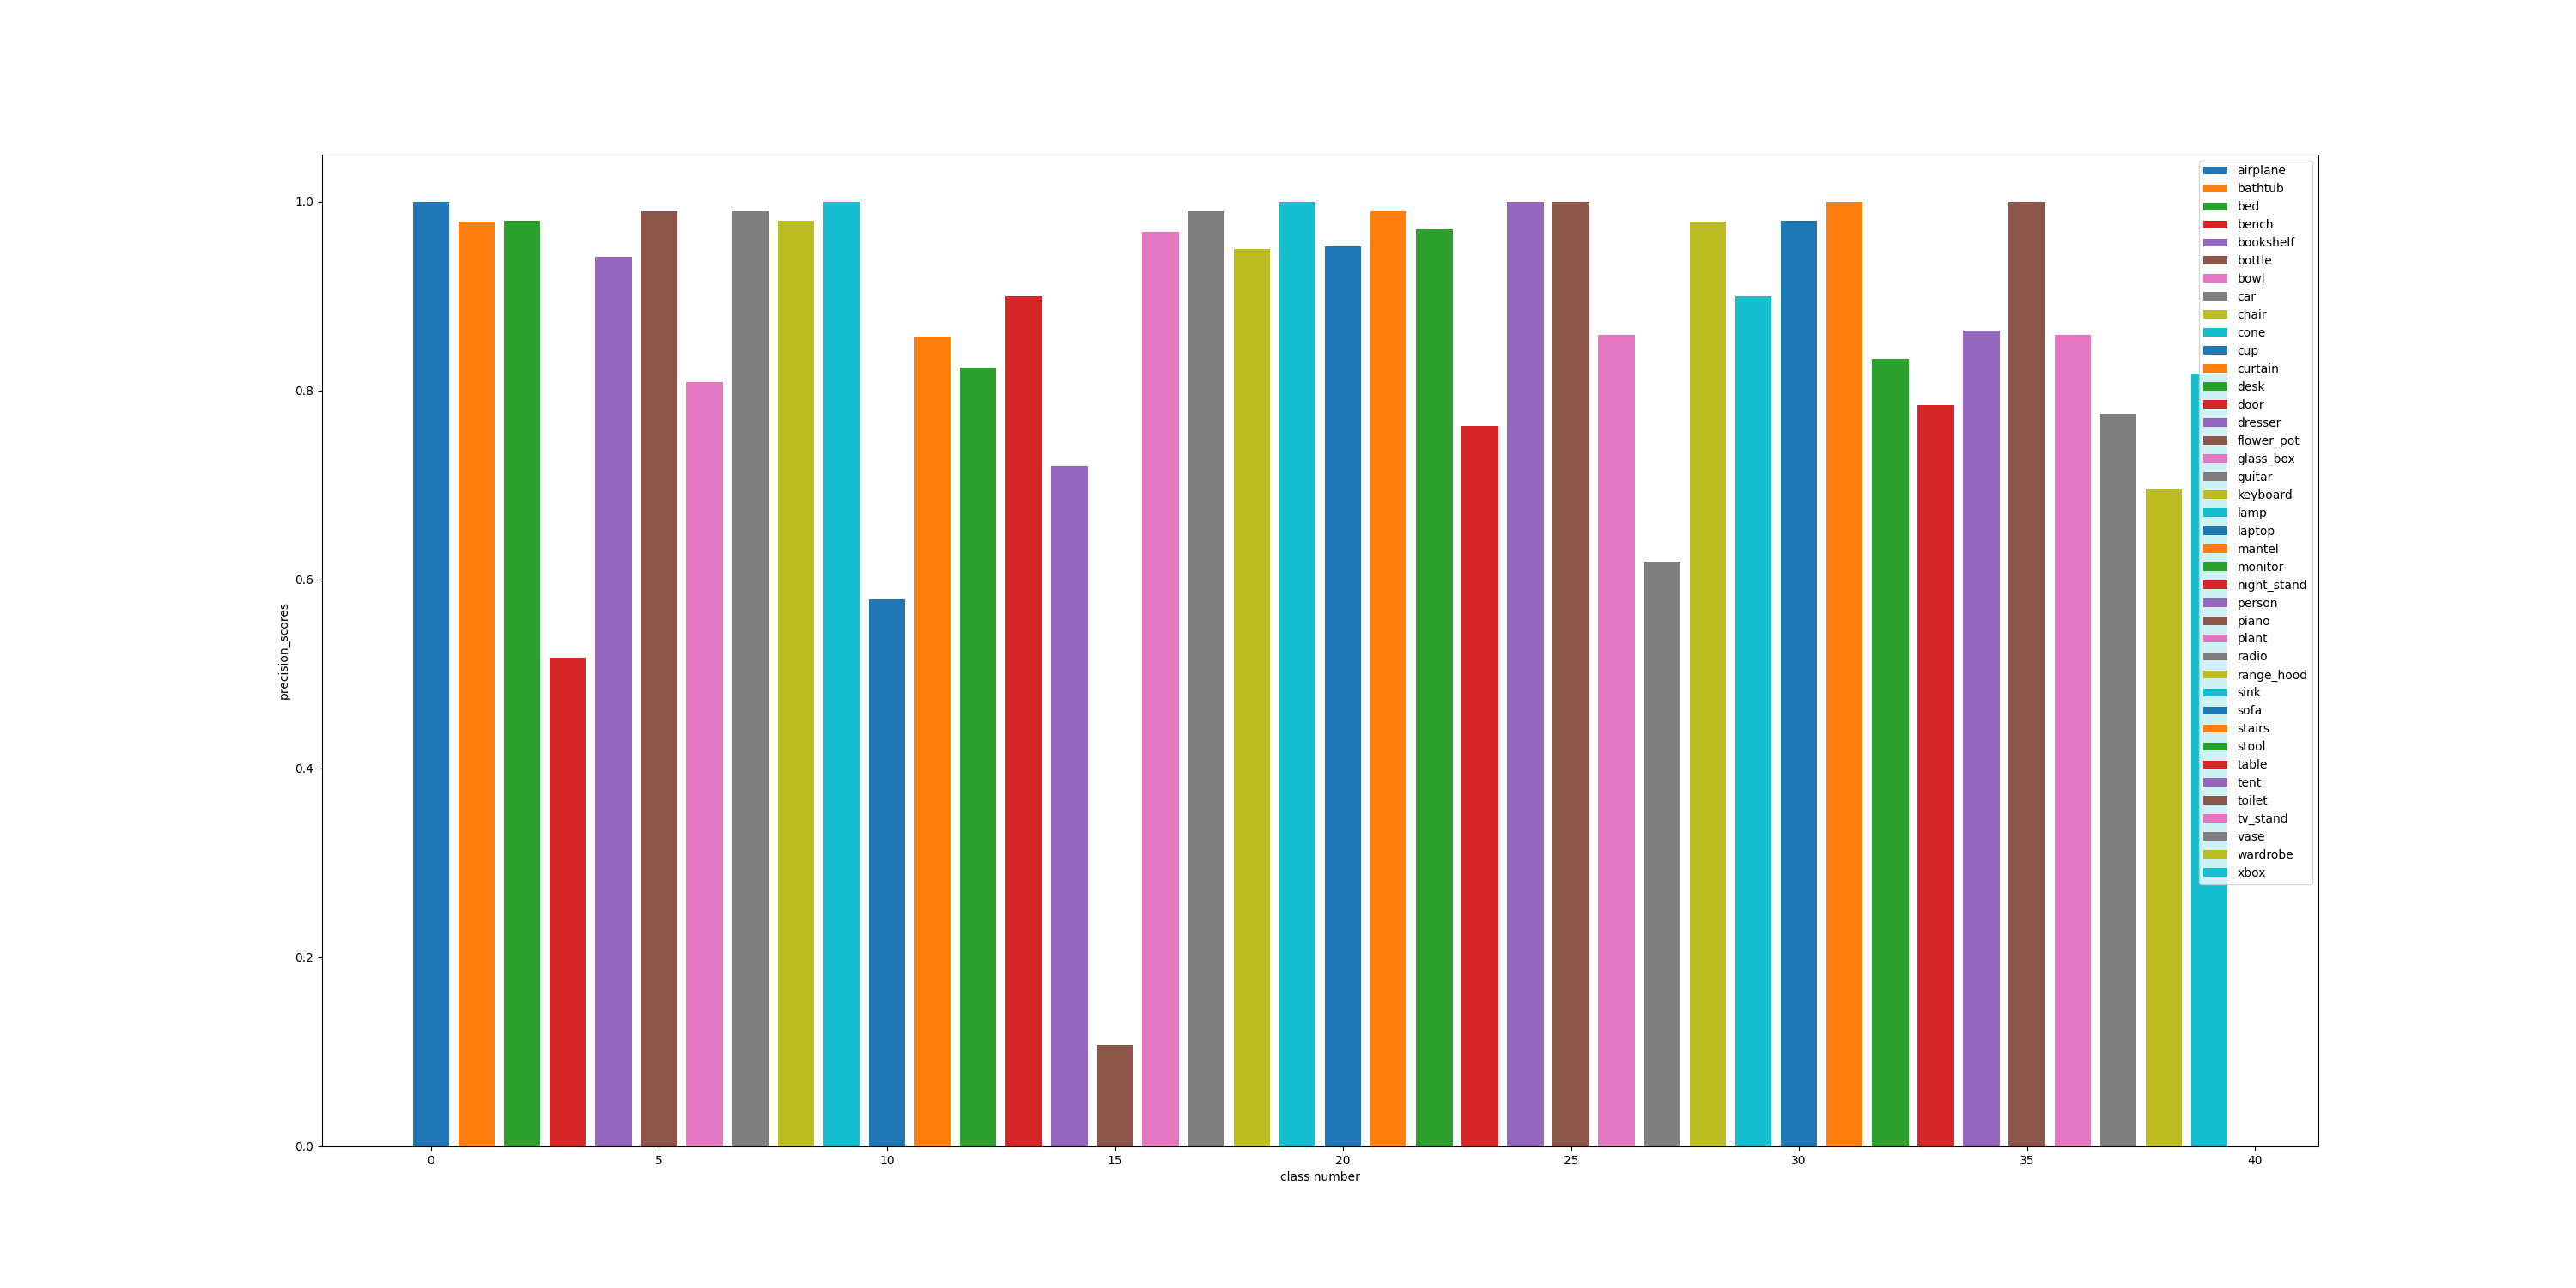 precision_scores
1.0
0.8
0.6
0.4
0.2
0.0
0 5 10 15 20 25 30 35 40
class number
airplane
bathtub
bed
bench
bookshelf
bottle
bowl
car
chair
cone
cup
curtain
desk
door
dresser
flower_pot
glass_box
guitar
keyboard
lamp
laptop
mantel
monitor
night_stand
person
piano
plant
radio
range_hood
sink
sofa
stairs
stool
table
tent
toilet
tv_stand
vase
wardrobe
xbox